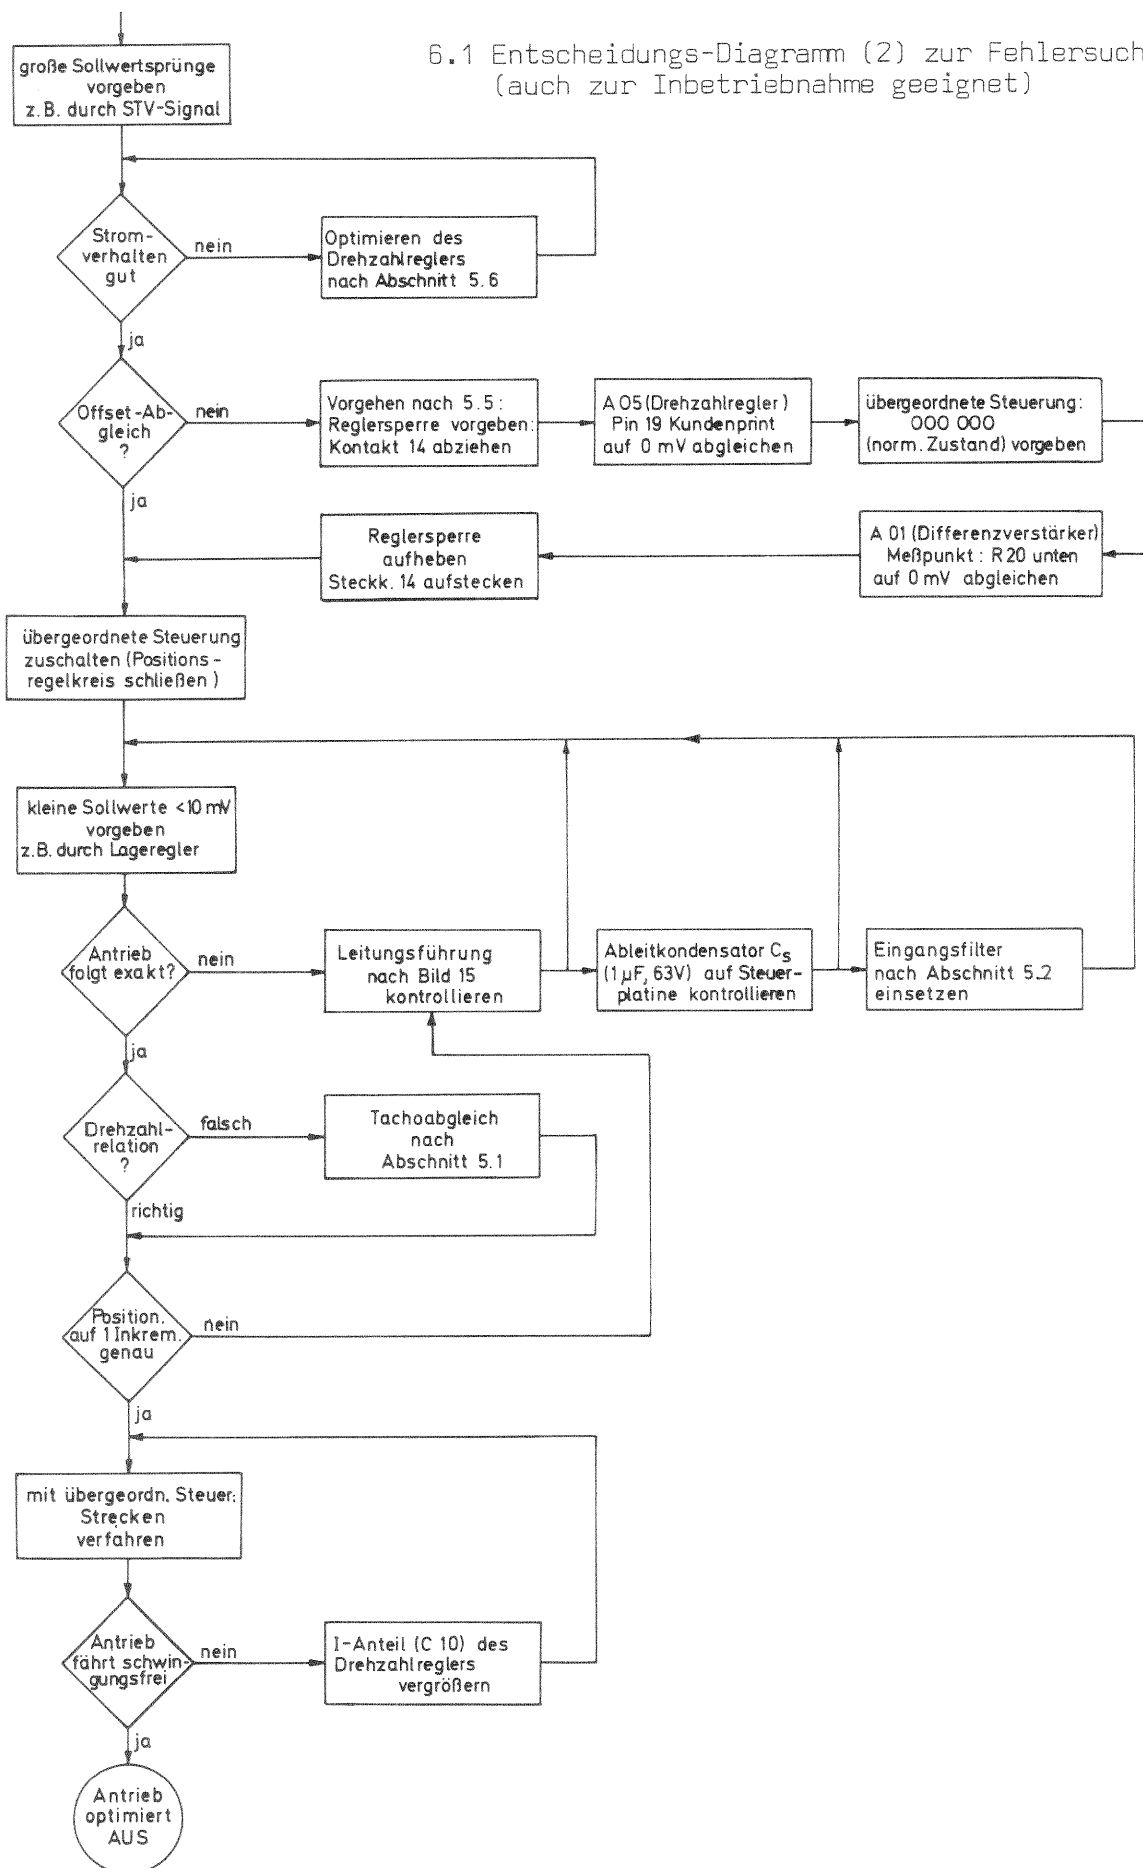 6.1 Entscheidungs-Diagramm (2) zur Fehlersuch
(auch zur Inbetriebnahme geeignet)
große Sollwertsprünge
vorgeben
z.B. durch STV-Signal
Strom-
verhalten
gut
nein
Optimieren des
Drehzahlreglers
nach Abschnitt 5.6
ja
Offset-Ab-
gleich
?
nein
Vorgehen nach 5.5:
Reglersperre vorgeben:
Kontakt 14 abziehen
A 05 (Drehzahlregler)
Pin 19 Kundenprint
auf 0 mV abgleichen
übergeordnete Steuerung:
000 000
(norm. Zustand) vorgeben
ja
Reglersperre
aufheben
Steckk. 14 aufstecken
A 01 (Differenzverstärker)
Meßpunkt: R20 unten
auf 0 mV abgleichen
übergeordnete Steuerung
zuschalten (Positions-
regelkreis schließen)
kleine Sollwerte <10 mV
vorgeben
z.B. durch Lageregler
Antrieb
folgt exakt?
nein
Leitungsführung
nach Bild 15
kontrollieren
Ableitkondensator Cs
(1 µF, 63V) auf Steuer-
platine kontrollieren
Eingangsfilter
nach Abschnitt 5.2
einsetzen
ja
Drehzahl-
relation
?
falsch
Tachoabgleich
nach
Abschnitt 5.1
richtig
Position.
auf 1 Inkrem.
genau
nein
ja
mit übergeordn. Steuer.
Strecken
verfahren
Antrieb
fährt schwin-
gungsfrei
nein
I-Anteil (C 10) des
Drehzahlreglers
vergrößern
ja
Antrieb
optimiert
AUS